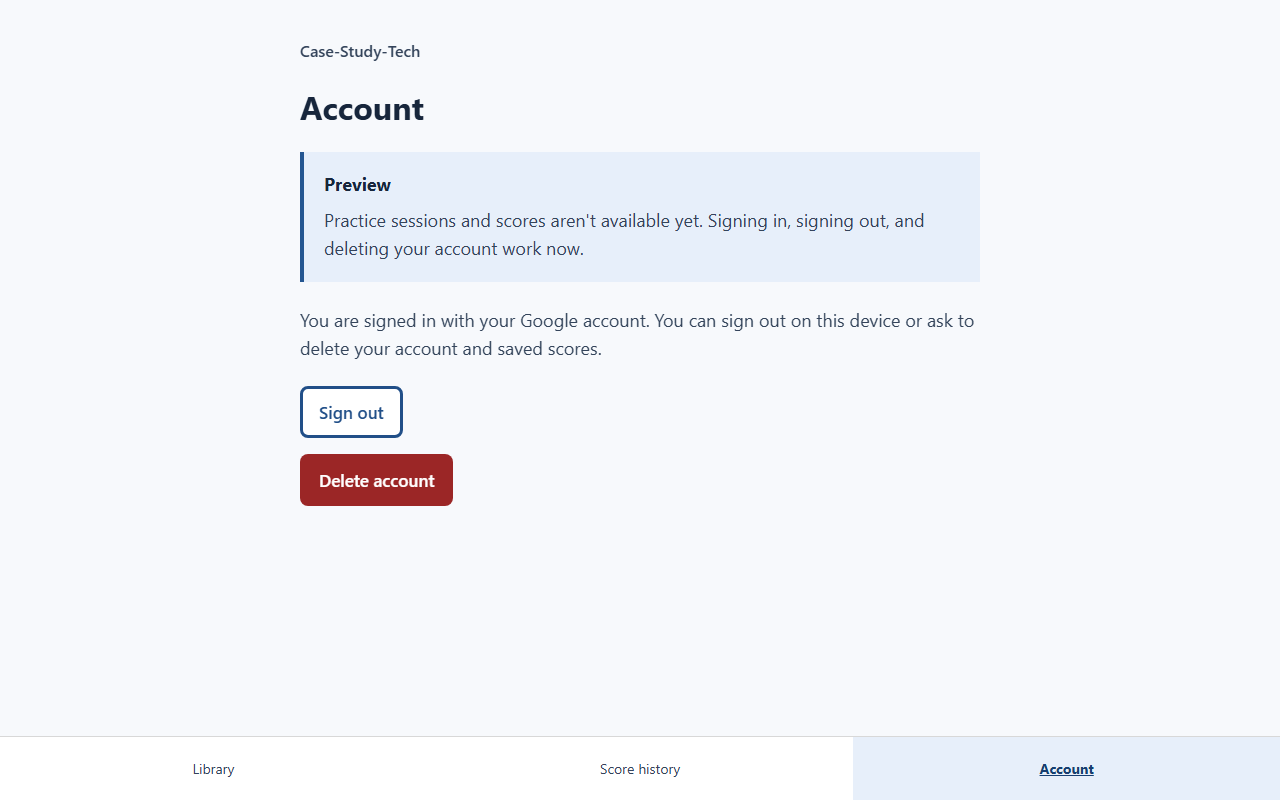 Case-Study-Tech
Account
Preview
Practice sessions and scores aren't available yet. Signing in, signing out, and
deleting your account work now.
You are signed in with your Google account. You can sign out on this device or ask to
delete your account and saved scores.
Sign out
Delete account
Library
Score history
Account